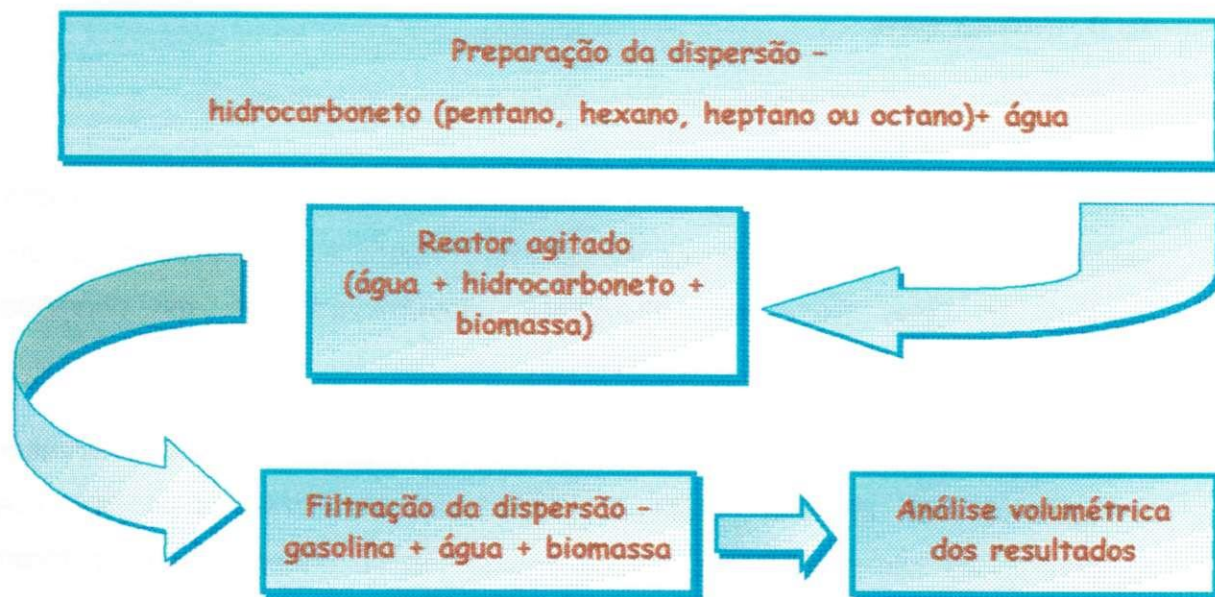 Preparação da dispersão –
hidrocarboneto (pentano, hexano, heptano ou octano)+ água
Reator agitado
(água + hidrocarboneto +
biomassa)
Filtração da dispersão –
gasolina + água + biomassa
Análise volumétrica
dos resultados